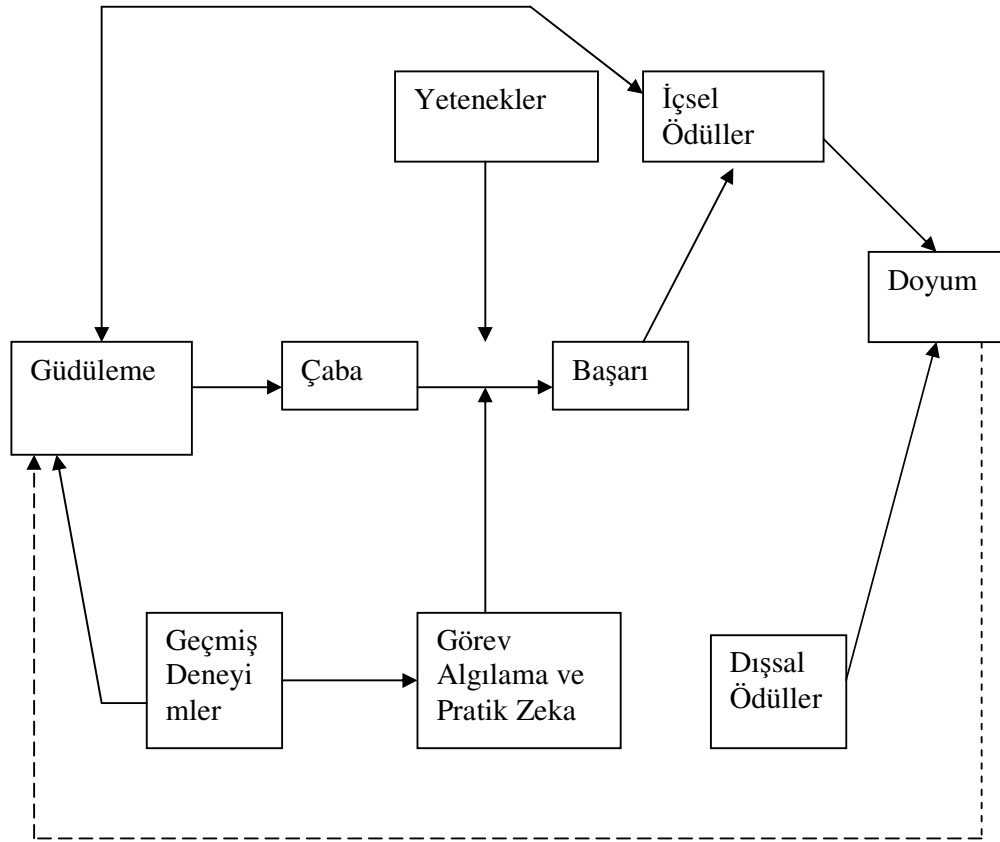 Yetenekler
İçsel
Ödüller
Doyum
Güdüleme
Çaba
Başarı
Geçmiş
Deneyi
mler
Görev
Algılama ve
Pratik Zeka
Dışsal
Ödüller